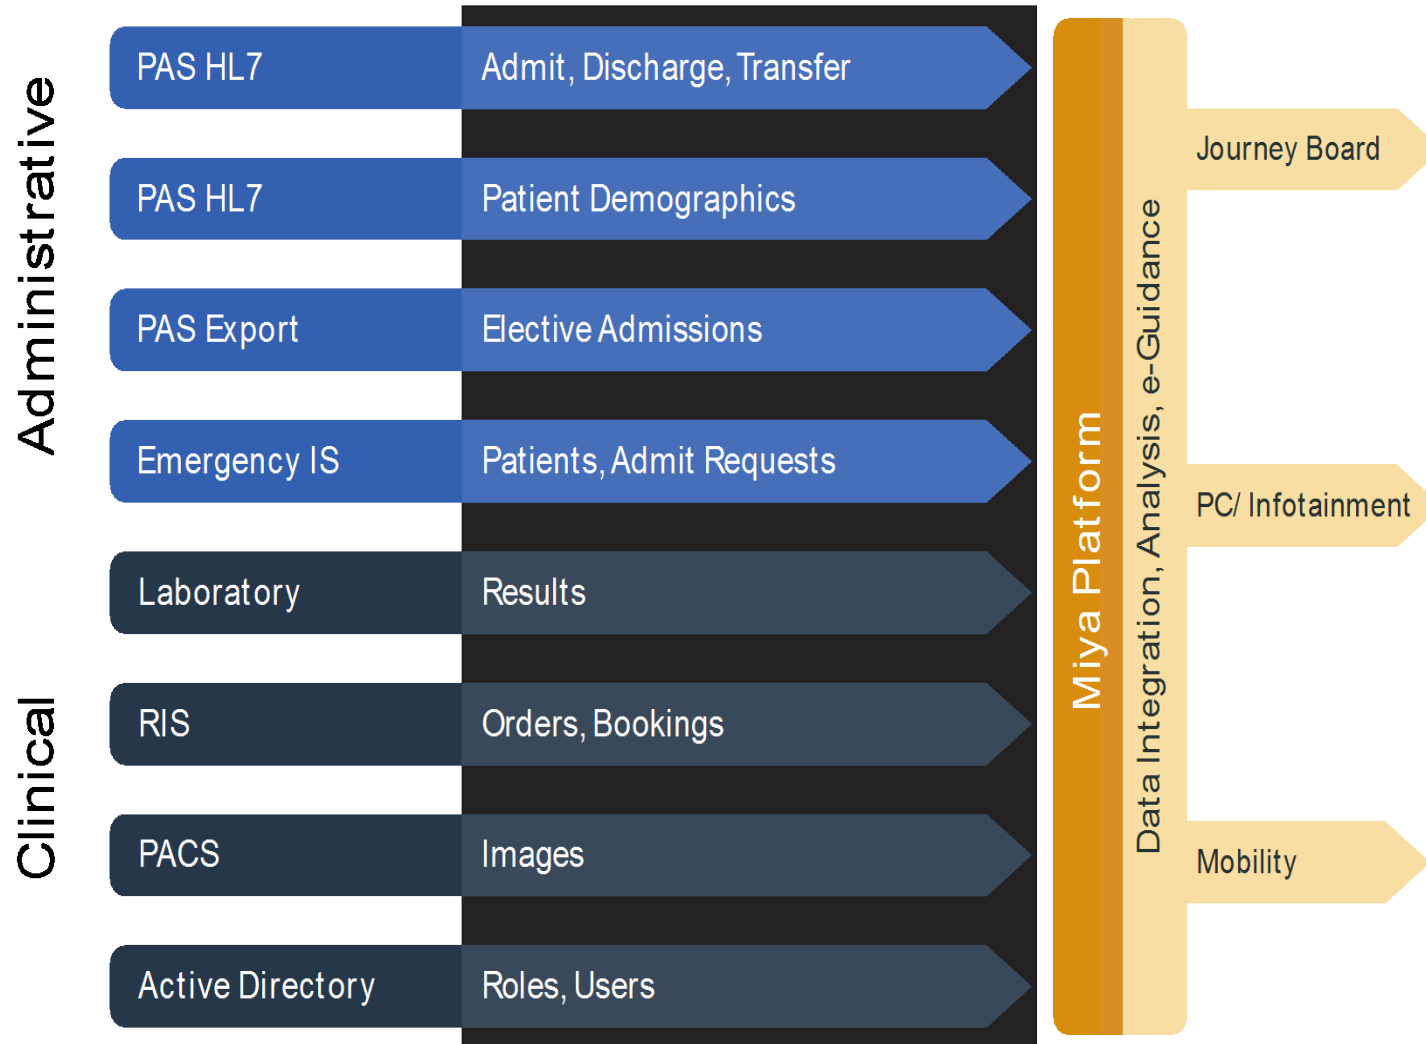 Administrative
PAS HL7
Admit, Discharge, Transfer
PAS HL7
Patient Demographics
PAS Export
Elective Admissions
Emergency IS
Patients, Admit Requests
Clinical
Laboratory
Results
RIS
Orders, Bookings
PACS
Images
Active Directory
Roles, Users
Miya Platform
Data Integration, Analysis, e-Guidance
Journey Board
PC/ Infotainment
Mobility